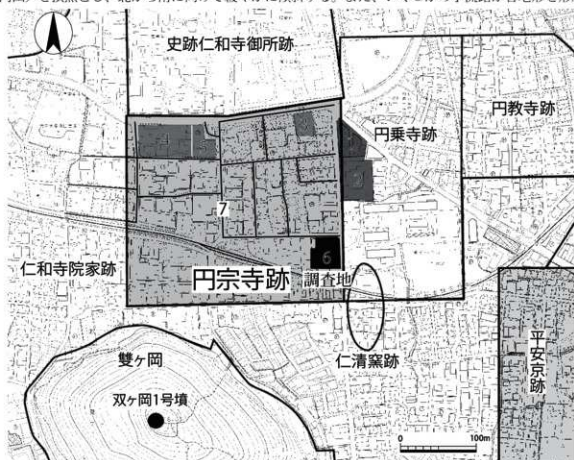 史跡仁和寺御所跡
円教寺跡
円乗寺跡
7
6
仁和寺院家跡
円宗寺跡
調査地
平安京跡
仁清窯跡
雙ヶ岡
双ヶ岡1号墳
0 100m